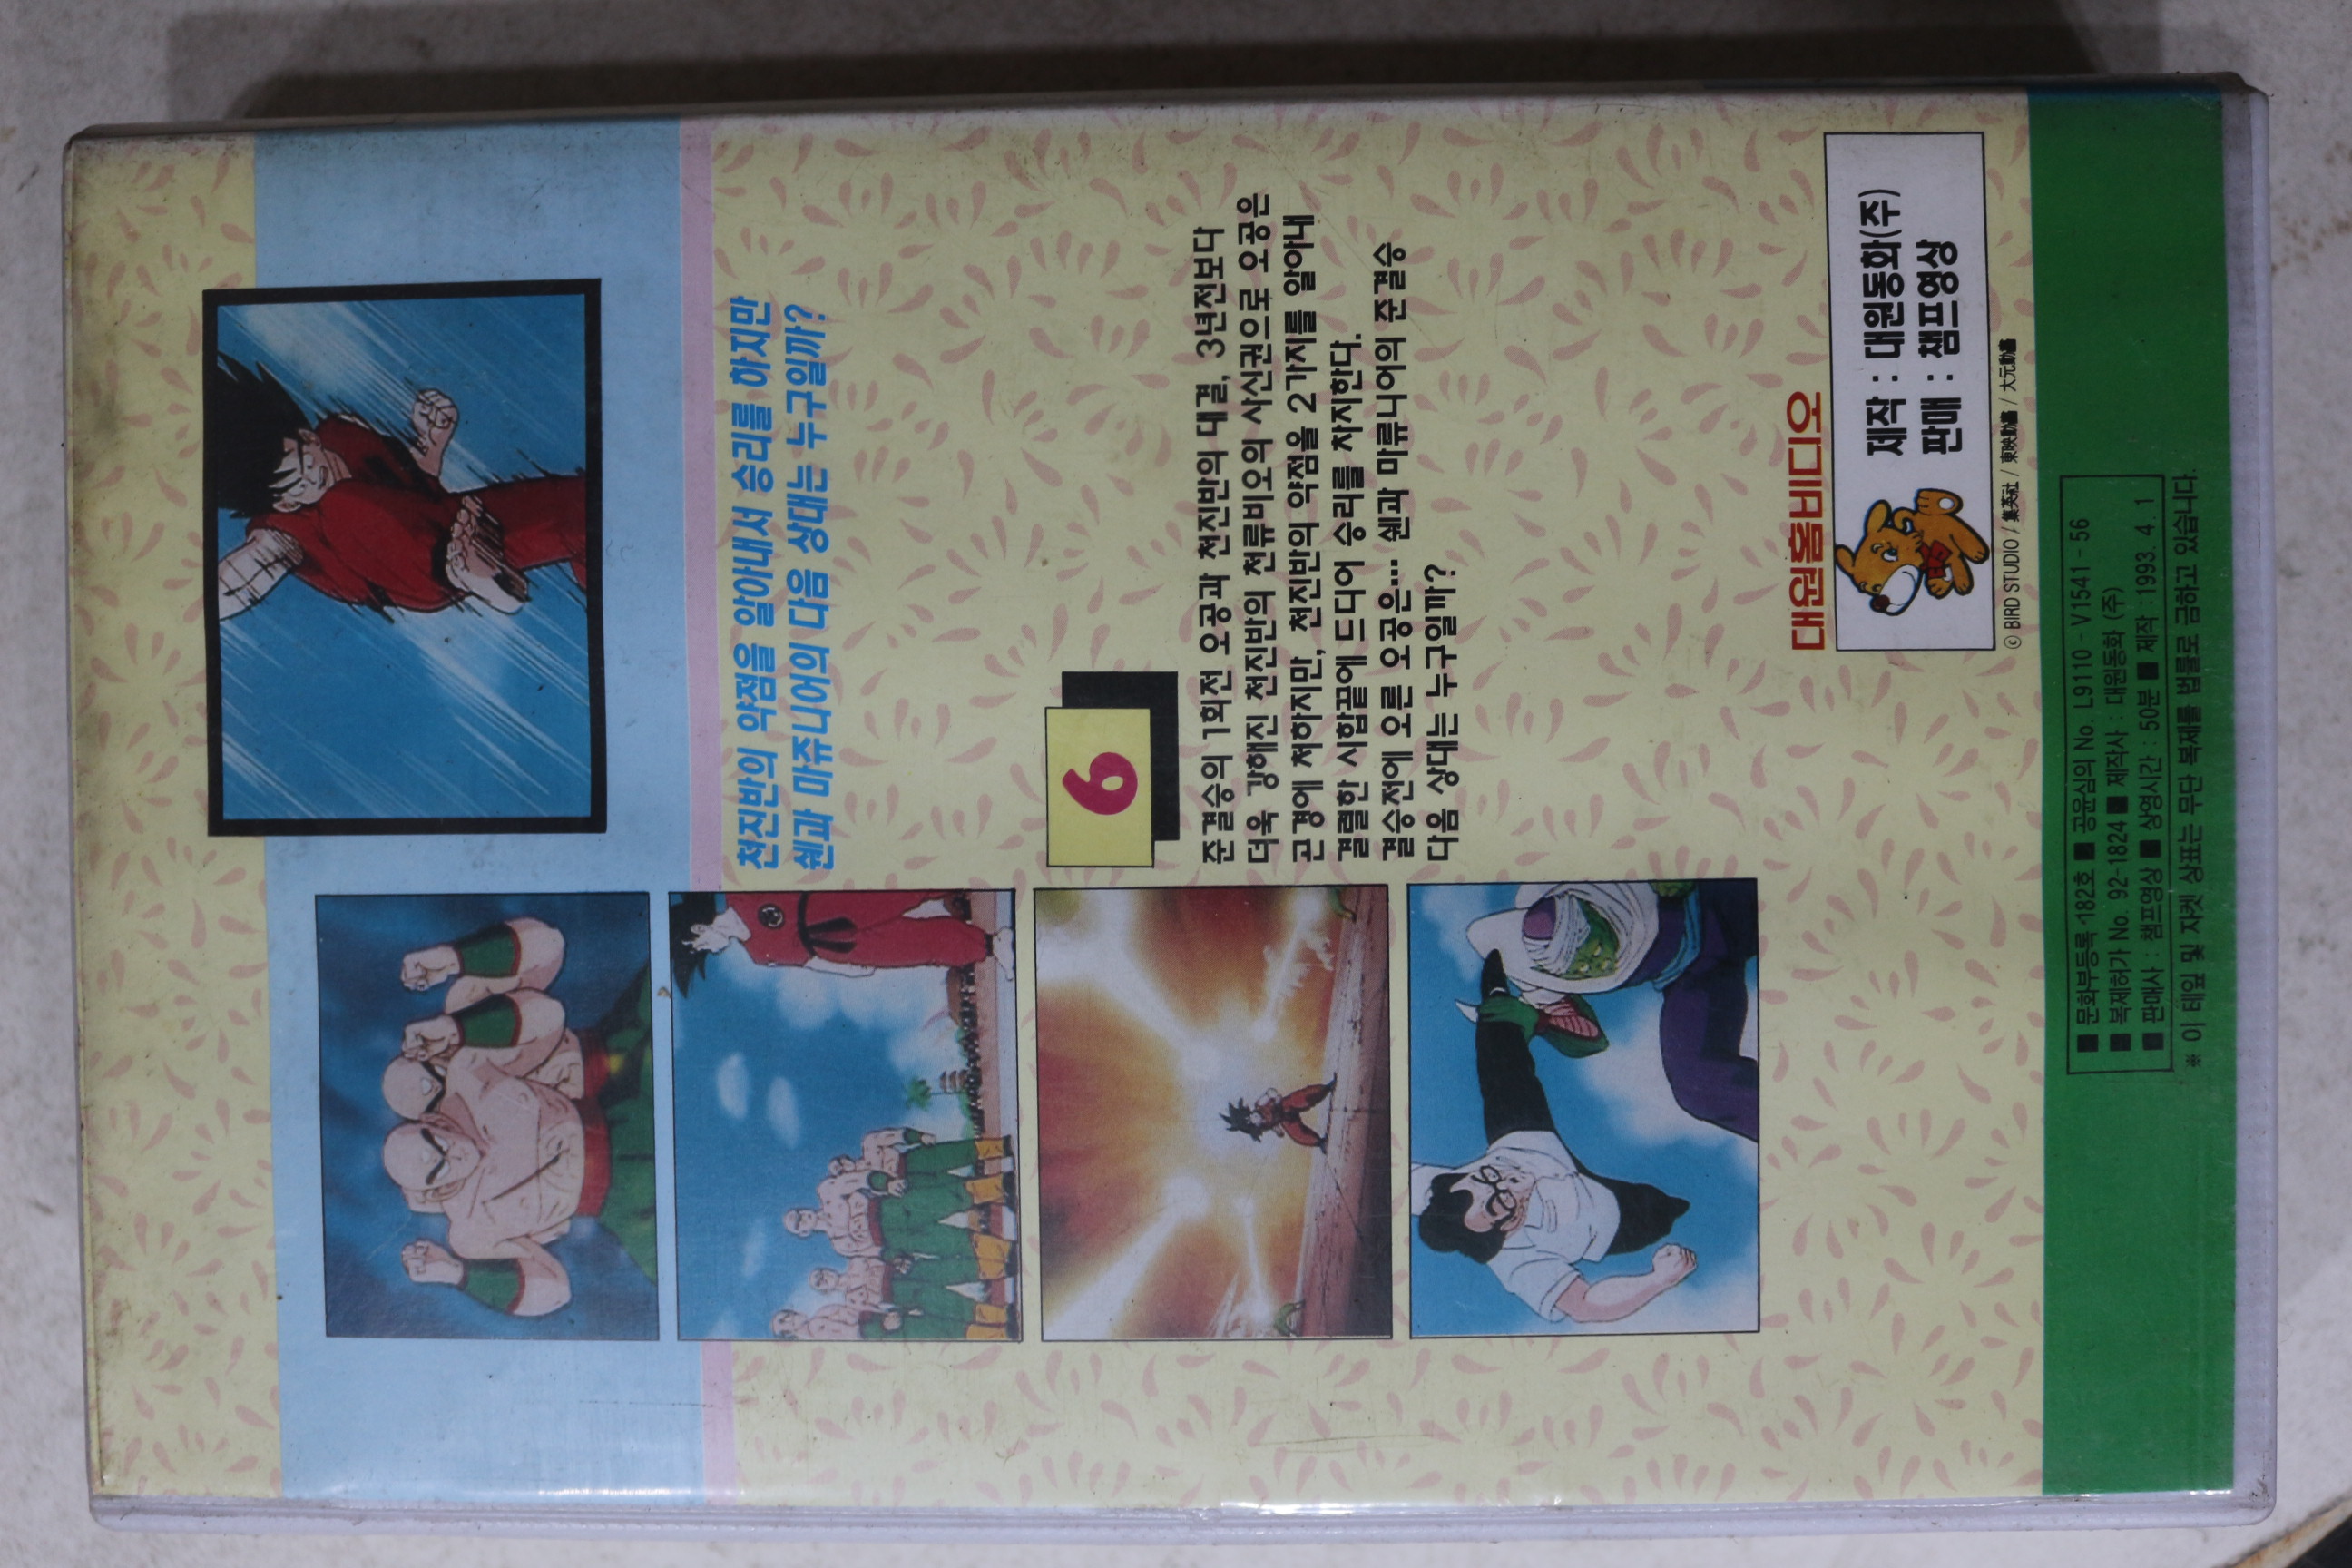 천진반의 약점을 알아내서 승리를 하지만
쉔과 마쥬니어의 다음 상대는 누구일까?
6
준결승의 1회전 오공과 천진반의 대결, 3년전보다
더욱 강해진 천진반의 천류비오의 사신권으로 오공은
곤경에 처하지만, 천진반의 약점을 2가지를 알아내
결렬한 시합끝에 드디어 승리를 차지한다.
결승전에 오른 오공은... 쉔과 마류니어의 준결승
다음 상대는 누구일까?
대원홈비디오
제작 : 대원동화(주)
판매 : 챔프영상
© BIRD STUDIO / 集英社 / 東映動畵 / 大元動畵
■ 문화부등록 182호 ■ 공윤심의 No. L9110 - V1541 - 56
■ 복제허가 No. 92-1824 ■ 제작사 : 대원동화 (주)
■ 판매사 : 챔프영상 ■ 상영시간 : 50분 ■ 제작 : 1993. 4. 1
※ 이 테잎 및 자켓 상표는 무단 복제를 법률로 금하고 있습니다.